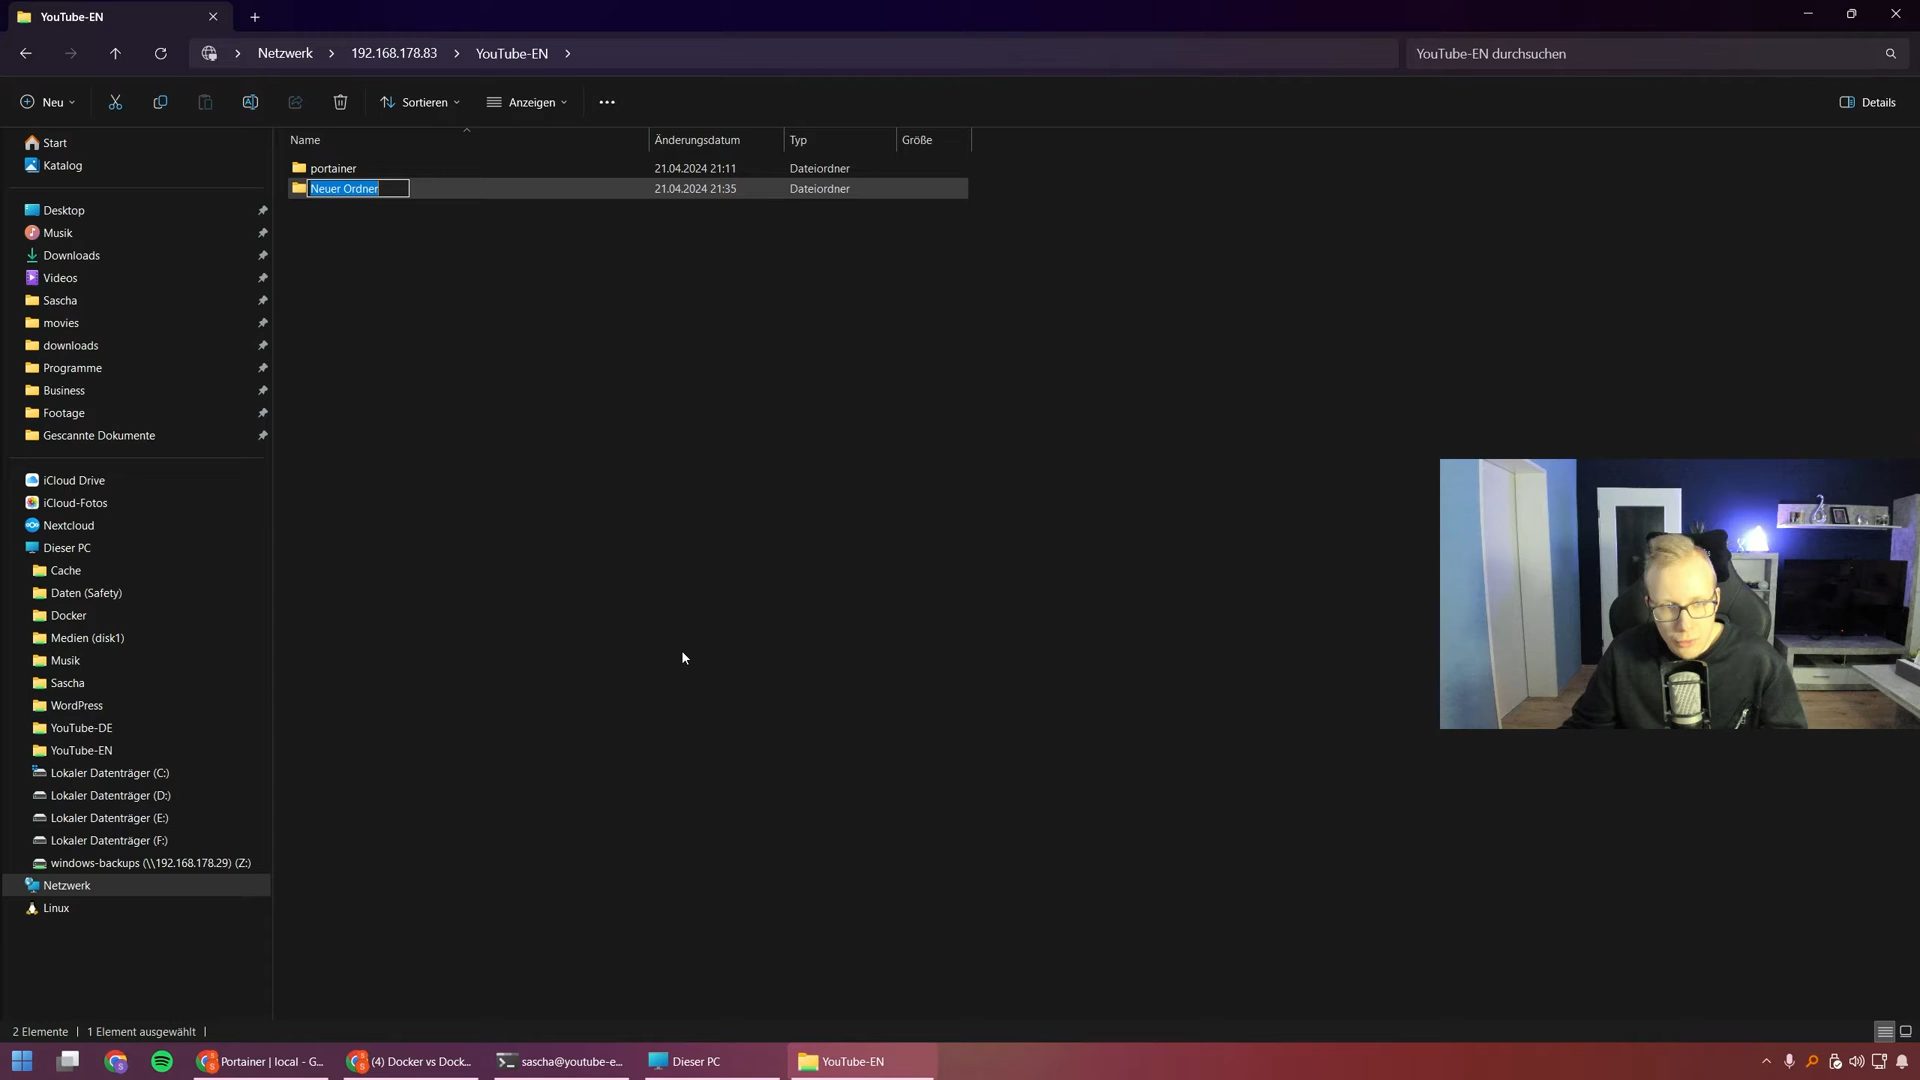 YouTube-EN
Netzwerk > 192.168.178.83 > YouTube-EN >
YouTube-EN durchsuchen
Neu
Sortieren
Anzeigen
Details
Name Änderungsdatum Typ Größe
portainer 21.04.2024 21:11 Dateiordner
Neuer Ordner 21.04.2024 21:35 Dateiordner
Start
Katalog
Desktop
Musik
Downloads
Videos
Sascha
movies
downloads
Programme
Business
Footage
Gescannte Dokumente
iCloud Drive
iCloud-Fotos
Nextcloud
Dieser PC
Cache
Daten (Safety)
Docker
Medien (disk1)
Musik
Sascha
WordPress
YouTube-DE
YouTube-EN
Lokaler Datenträger (C:)
Lokaler Datenträger (D:)
Lokaler Datenträger (E:)
Lokaler Datenträger (F:)
windows-backups (\\192.168.178.29) (Z:)
Netzwerk
Linux
2 Elemente | 1 Element ausgewählt |
Portainer | local - G...
(4) Docker vs Dock...
sascha@youtube-e...
Dieser PC
YouTube-EN